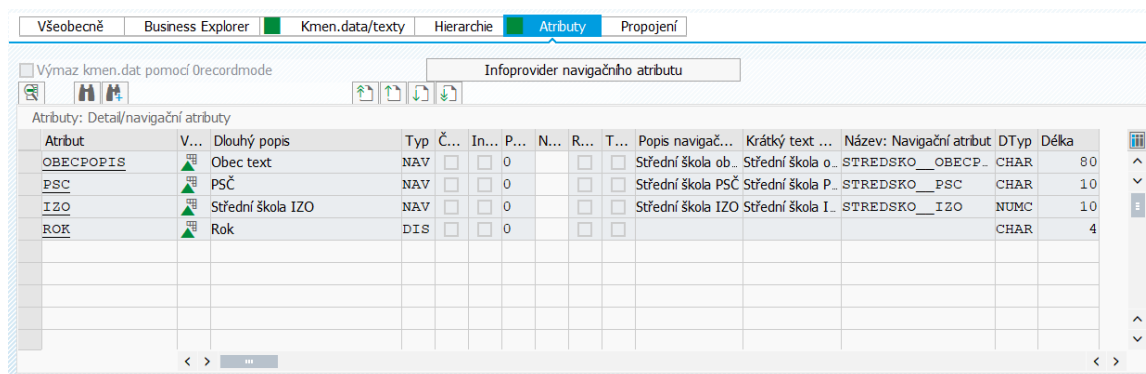 Všeobecně Business Explorer Kmen.data/texty Hierarchie Atributy Propojení
Výmaz kmen.dat pomocí 0recordmode Infoprovider navigačního atributu
Atributy: Detail/navigační atributy
Atribut V... Dlouhý popis Typ Č... In... P... N... R... T... Popis navigač... Krátký text ... Název: Navigační atribut DTyp Délka
OBECPOPIS Obec text NAV 0 Střední škola ob.. Střední škola o.. STREDSKO__OBECP.. CHAR 80
PSC PSČ NAV 0 Střední škola PSČ Střední škola P.. STREDSKO__PSC CHAR 10
IZO Střední škola IZO NAV 0 Střední škola IZO Střední škola I.. STREDSKO__IZO NUMC 10
ROK Rok DIS 0 CHAR 4